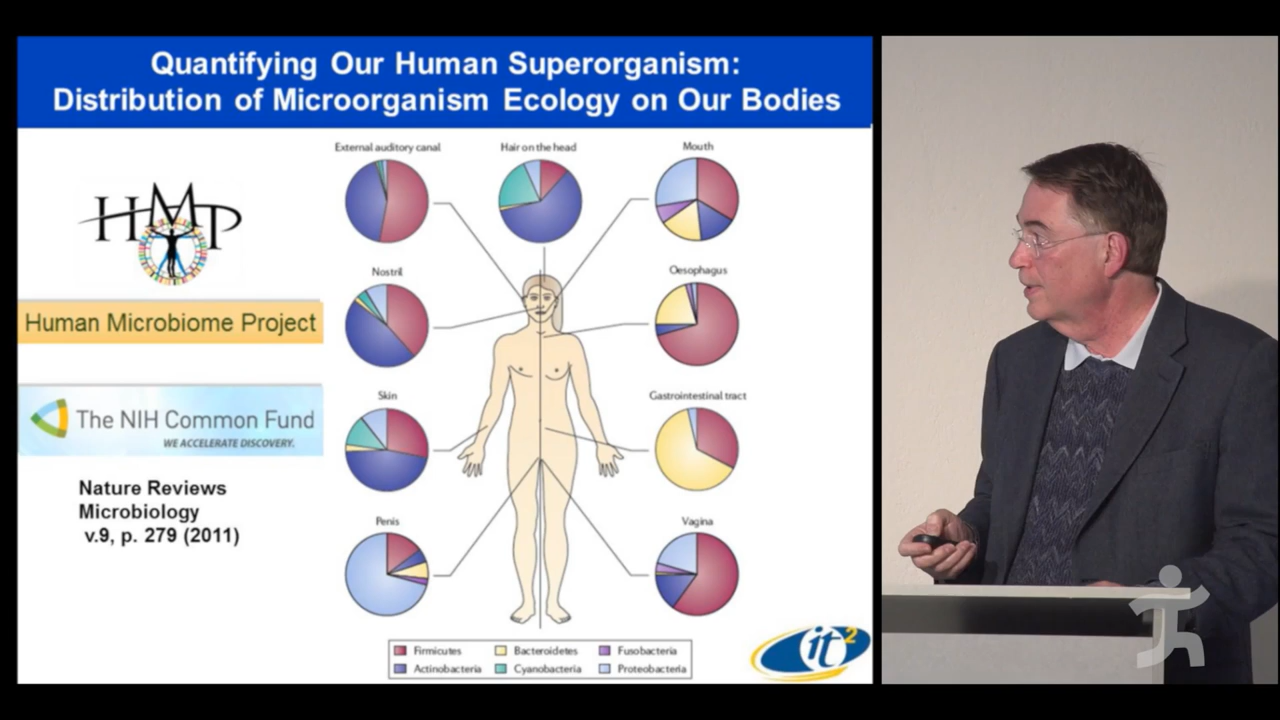 Quantifying Our Human Superorganism:
Distribution of Microorganism Ecology on Our Bodies
HMP
Human Microbiome Project
The NIH Common Fund
WE ACCELERATE DISCOVERY.
Nature Reviews
Microbiology
v.9, p. 279 (2011)
External auditory canal
Hair on the head
Mouth
Nostril
Oesophagus
Skin
Gastrointestinal tract
Penis
Vagina
Firmicutes
Bacteroidetes
Fusobacteria
Actinobacteria
Cyanobacteria
Proteobacteria
it2